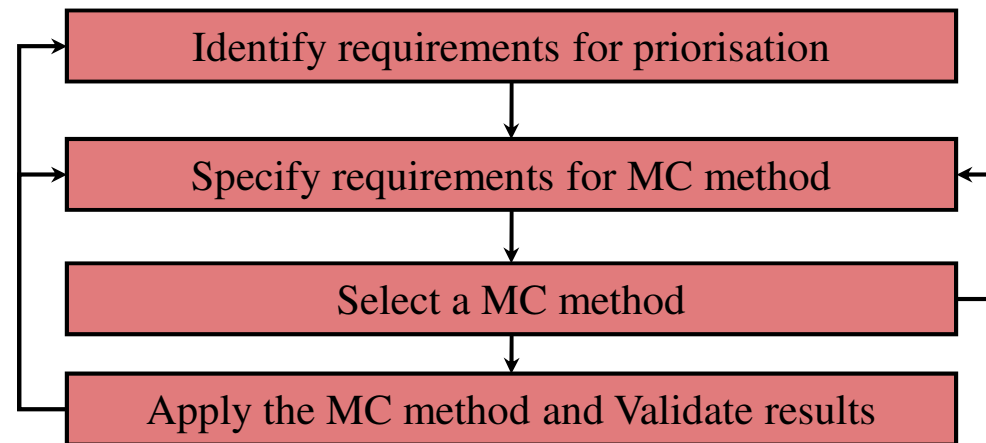 Identify requirements for priorisation
Specify requirements for MC method
Select a MC method
Apply the MC method and Validate results